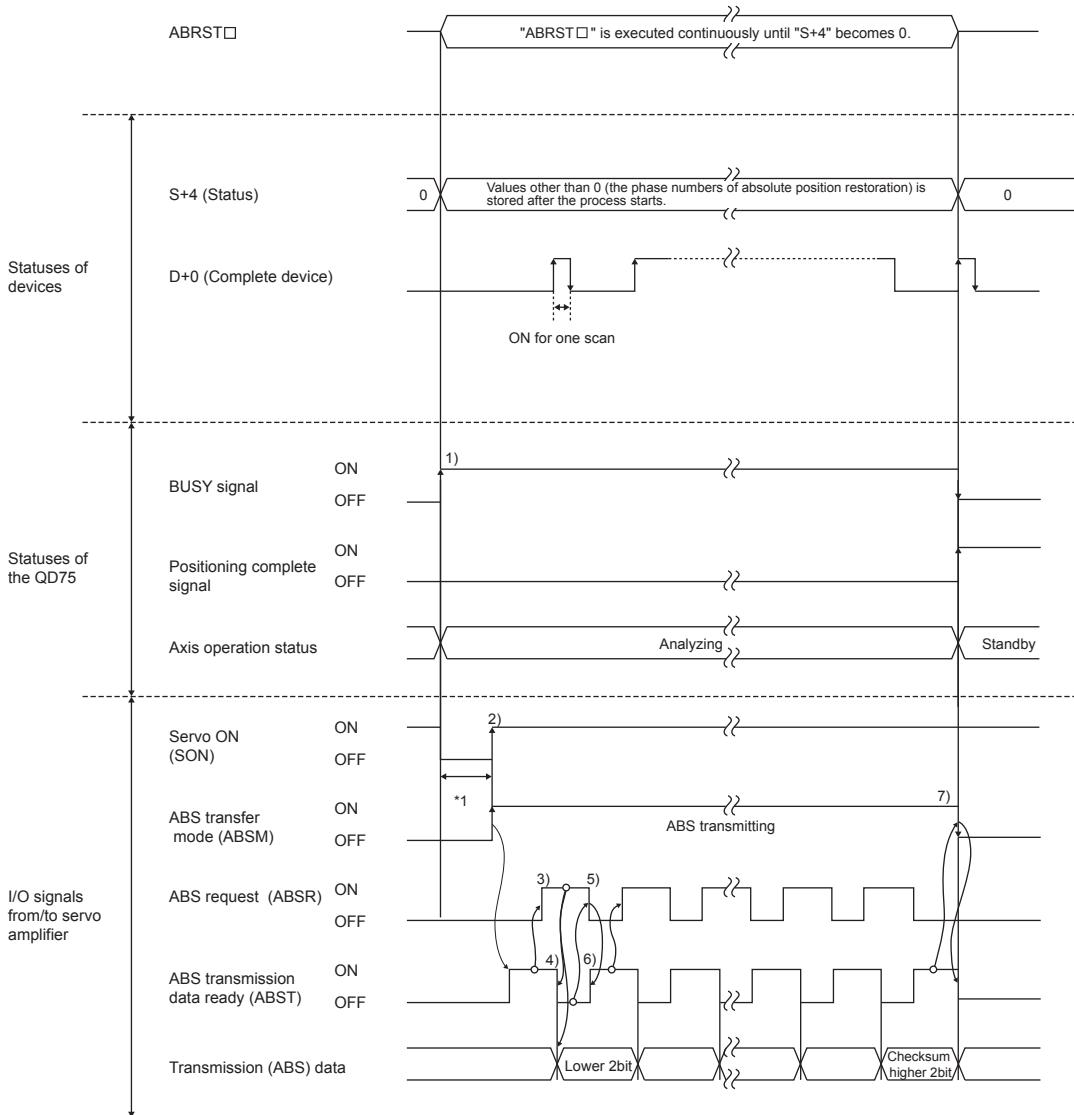 ABRST□
"ABRST□" is executed continuously until "S+4" becomes 0.
S+4 (Status)
0
Values other than 0 (the phase numbers of absolute position restoration) is
stored after the process starts.
0
Statuses of
devices
D+0 (Complete device)
ON for one scan
BUSY signal
ON
OFF
1)
Statuses of
the QD75
Positioning complete
signal
ON
OFF
Axis operation status
Analyzing
Standby
Servo ON
(SON)
ON
OFF
2)
*1
ABS transfer
mode (ABSM)
ON
OFF
ABS transmitting
7)
I/O signals
from/to servo
amplifier
ABS request (ABSR)
ON
OFF
3)
5)
ABS transmission
data ready (ABST)
ON
OFF
4)
6)
Transmission (ABS) data
Lower 2bit
Checksum
higher 2bit